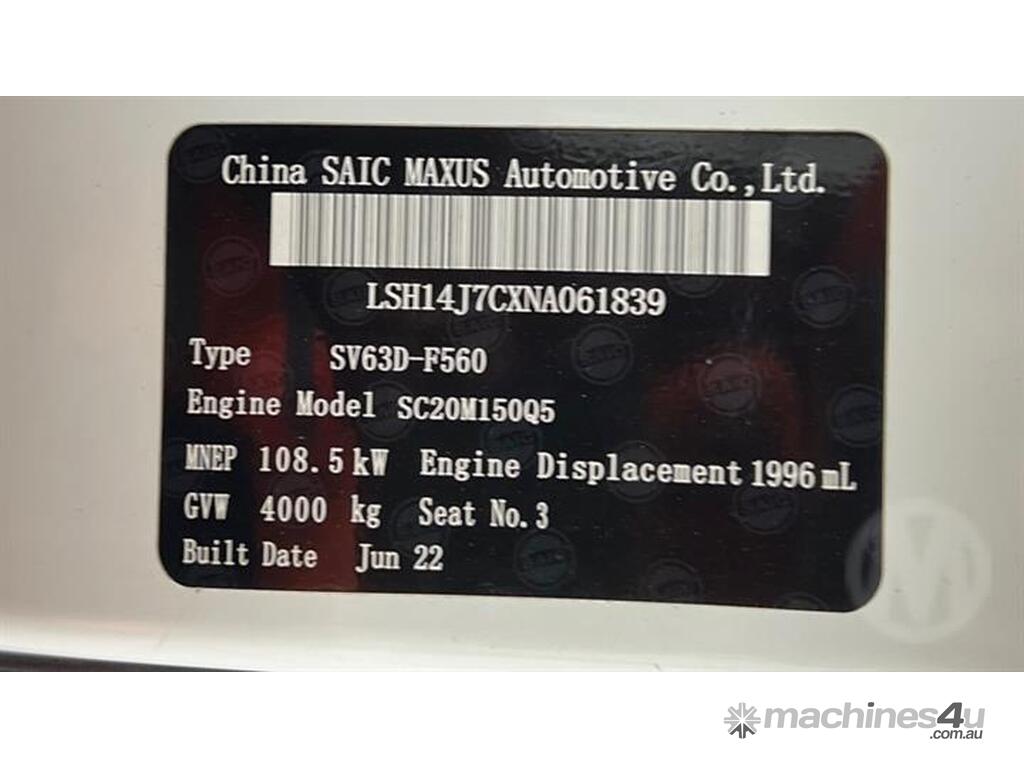 China SAIC MAXUS Automotive Co.,Ltd.
LSH14J7CXNA061839
Type SV63D-F560
Engine Model SC20M150Q5
MNEP 108.5kW Engine Displacement 1996mL
GVW 4000 kg Seat No.3
Built Date Jun 22
machines4u
.com.au